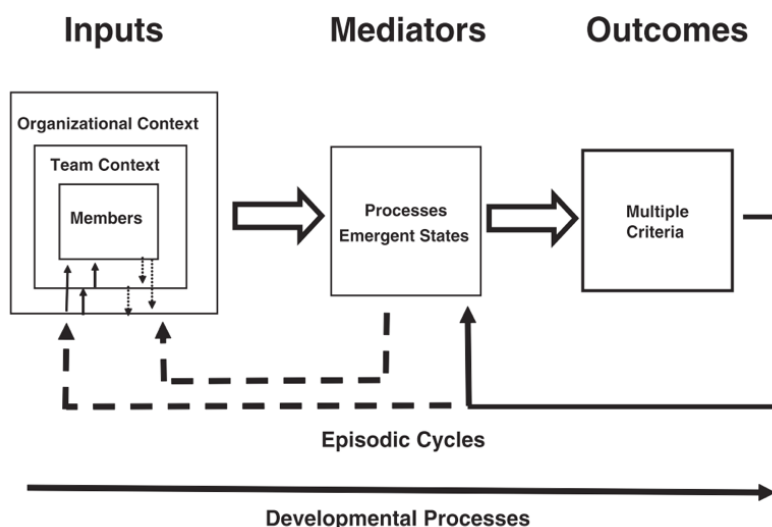 Inputs
Mediators
Outcomes
Organizational Context
Team Context
Members
Processes
Emergent States
Multiple
Criteria
Episodic Cycles
Developmental Processes